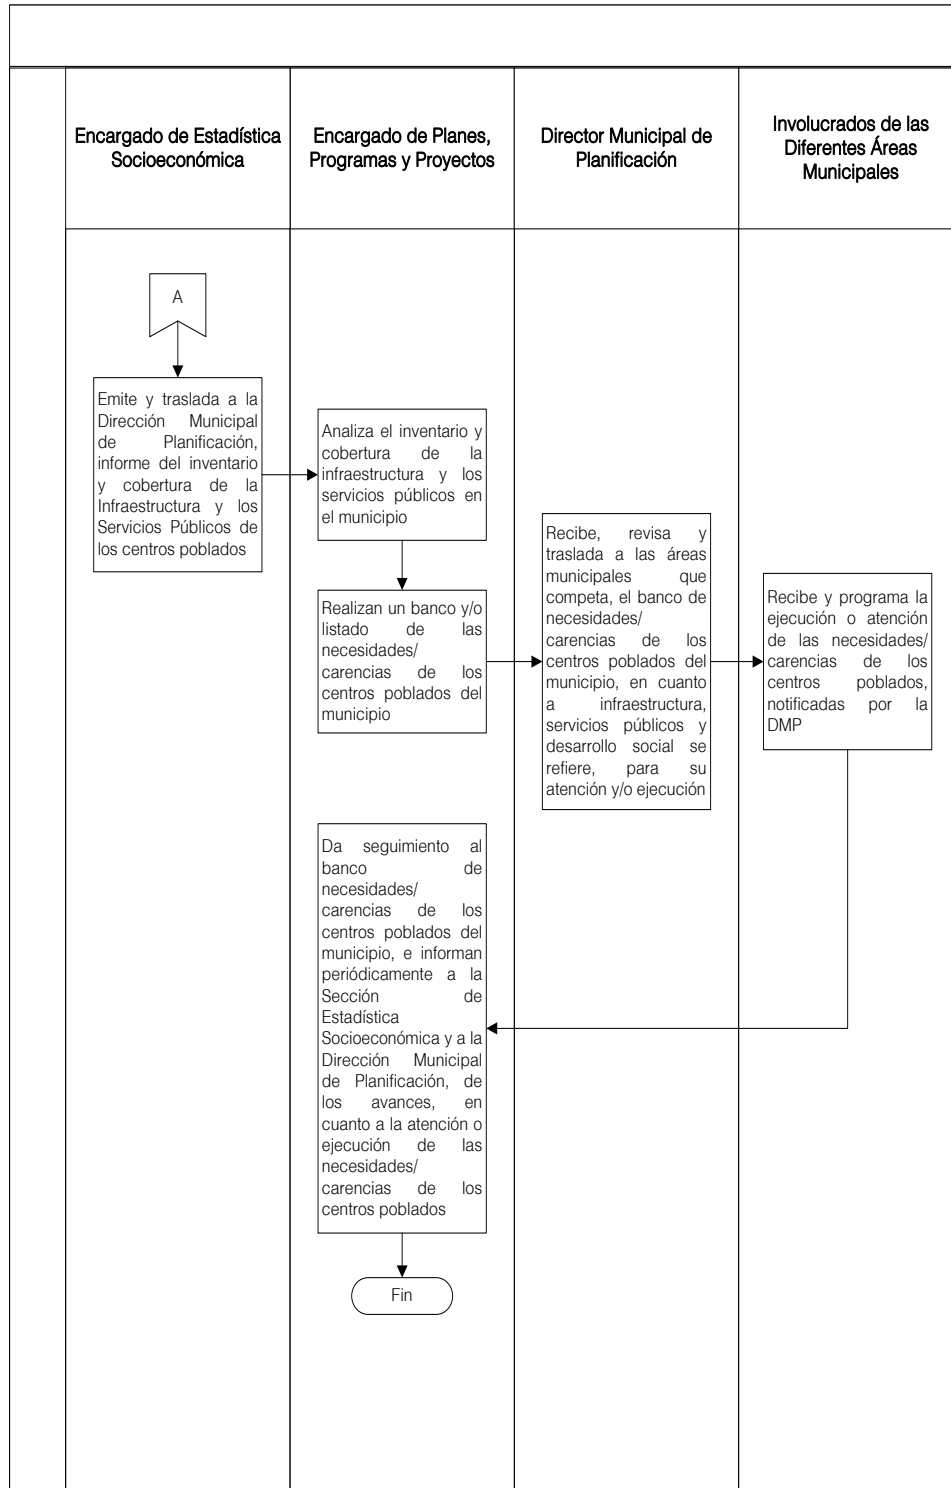 Encargado de Estadística
Socioeconómica
Encargado de Planes,
Programas y Proyectos
Director Municipal de
Planificación
Involucrados de las
Diferentes Áreas
Municipales
A
Emite y traslada a la
Dirección Municipal
de Planificación,
informe del inventario
y cobertura de la
Infraestructura y los
Servicios Públicos de
los centros poblados
Analiza el inventario y
cobertura de la
infraestructura y los
servicios públicos en
el municipio
Realizan un banco y/o
listado de las
necesidades/
carencias de los
centros poblados del
municipio
Recibe, revisa y
traslada a las áreas
municipales que
competa, el banco de
necesidades/
carencias de los
centros poblados del
municipio, en cuanto
a infraestructura,
servicios públicos y
desarrollo social se
refiere, para su
atención y/o ejecución
Recibe y programa la
ejecución o atención
de las necesidades/
carencias de los
centros poblados,
notificadas por la
DMP
Da seguimiento al
banco de
necesidades/
carencias de los
centros poblados del
municipio, e informan
periódicamente a la
Sección de
Estadística
Socioeconómica y a la
Dirección Municipal
de Planificación, de
los avances, en
cuanto a la atención o
ejecución de las
necesidades/
carencias de los
centros poblados
Fin